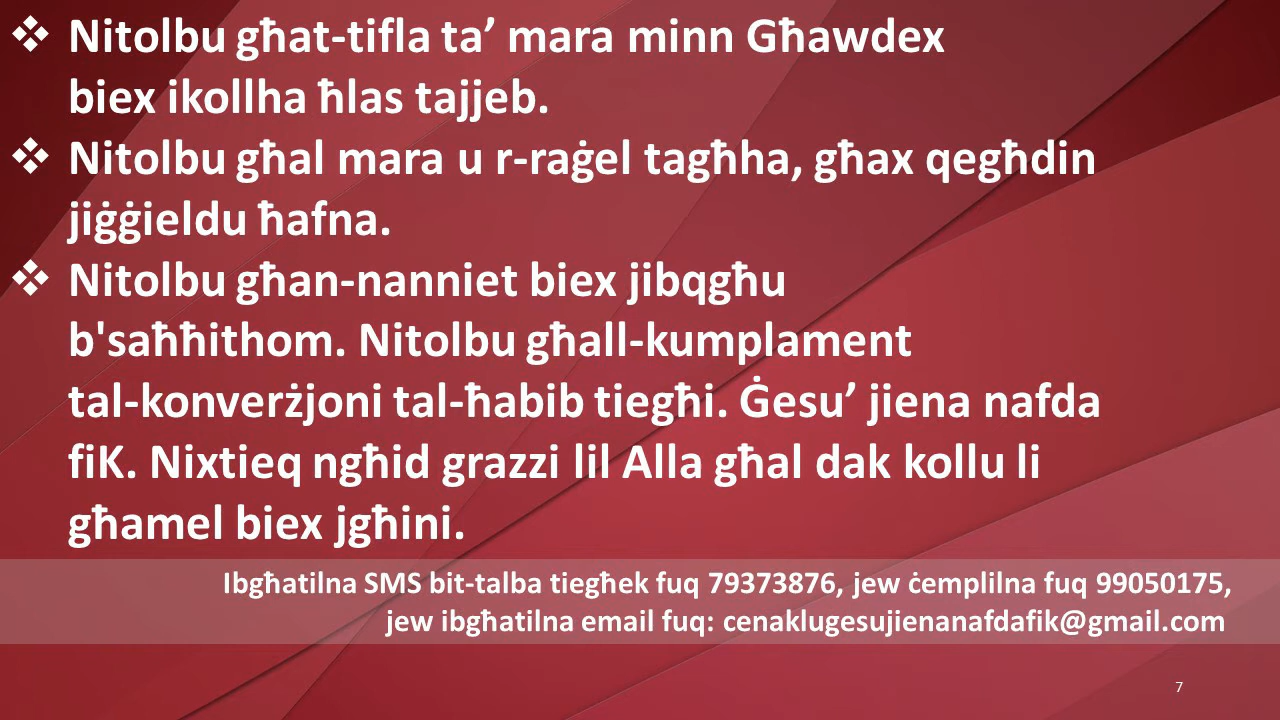 ❖ Nitolbu għat-tifla ta’ mara minn Għawdex
biex ikollha ħlas tajjeb.
❖ Nitolbu għal mara u r-raġel tagħha, għax qegħdin
jiġġieldu ħafna.
❖ Nitolbu għan-nanniet biex jibqgħu
b'saħħithom. Nitolbu għall-kumplament
tal-konverżjoni tal-ħabib tiegħi. Ġesu’ jiena nafda
fiK. Nixtieq ngħid grazzi lil Alla għal dak kollu li
għamel biex jgħini.
Ibgħatilna SMS bit-talba tiegħek fuq 79373876, jew ċemplilna fuq 99050175,
jew ibgħatilna email fuq: cenaklugesujienanafdafik@gmail.com
7